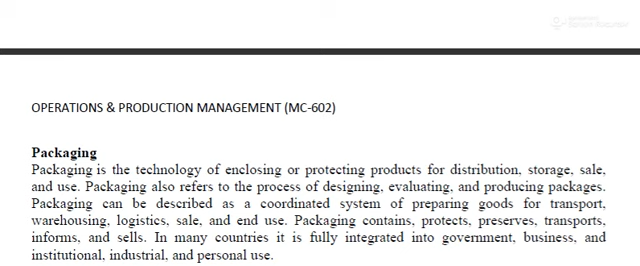 OPERATIONS & PRODUCTION MANAGEMENT (MC-602)
Packaging
Packaging is the technology of enclosing or protecting products for distribution, storage, sale,
and use. Packaging also refers to the process of designing, evaluating, and producing packages.
Packaging can be described as a coordinated system of preparing goods for transport,
warehousing, logistics, sale, and end use. Packaging contains, protects, preserves, transports,
informs, and sells. In many countries it is fully integrated into government, business, and
institutional, industrial, and personal use.